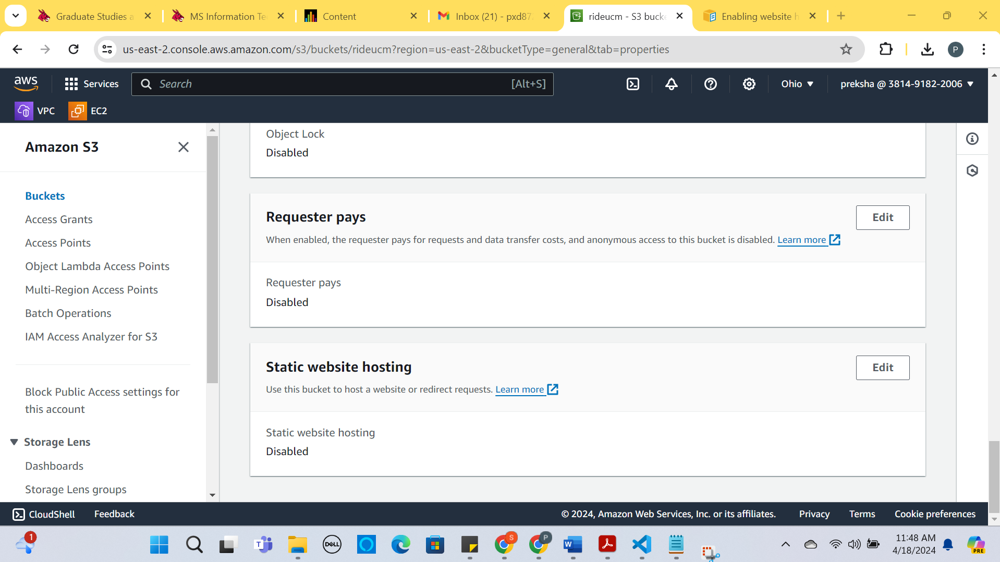 Graduate Studies a
MS Information Te
Content
Inbox (21) - pxd87
rideucm - S3 bucke
Enabling website h
us-east-2.console.aws.amazon.com/s3/buckets/rideucm?region=us-east-2&bucketType=general&tab=properties
P
aws
Services
Search
[Alt+S]
Ohio
preksha @ 3814-9182-2006
VPC
EC2
Amazon S3
Buckets
Access Grants
Access Points
Object Lambda Access Points
Multi-Region Access Points
Batch Operations
IAM Access Analyzer for S3
Block Public Access settings for
this account
Storage Lens
Dashboards
Storage Lens groups
Object Lock
Disabled
Requester pays
Edit
When enabled, the requester pays for requests and data transfer costs, and anonymous access to this bucket is disabled. Learn more
Requester pays
Disabled
Static website hosting
Edit
Use this bucket to host a website or redirect requests. Learn more
Static website hosting
Disabled
CloudShell
Feedback
© 2024, Amazon Web Services, Inc. or its affiliates.
Privacy
Terms
Cookie preferences
1
T
DELL
S
P
W
11:48 AM
4/18/2024
PRE